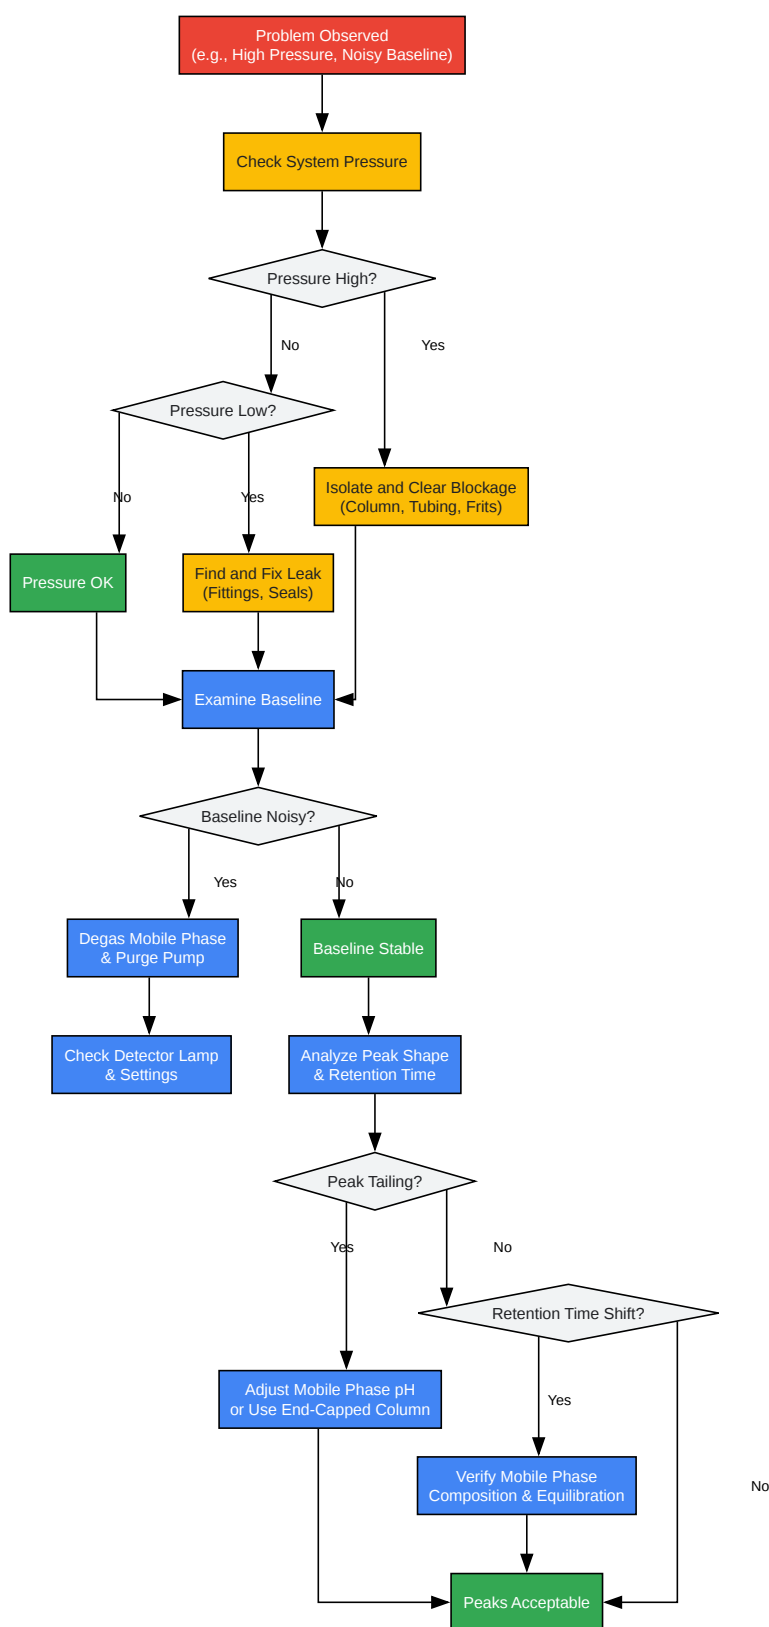 Problem Observed
(e.g., High Pressure, Noisy Baseline)
Check System Pressure
Pressure High?
No
Yes
Pressure Low?
No
Yes
Isolate and Clear Blockage
(Column, Tubing, Frits)
Pressure OK
Find and Fix Leak
(Fittings, Seals)
Examine Baseline
Baseline Noisy?
Yes
No
Degas Mobile Phase
& Purge Pump
Baseline Stable
Check Detector Lamp
& Settings
Analyze Peak Shape
& Retention Time
Peak Tailing?
Yes
No
Retention Time Shift?
Adjust Mobile Phase pH
or Use End-Capped Column
Yes
Verify Mobile Phase
Composition & Equilibration
No
Peaks Acceptable